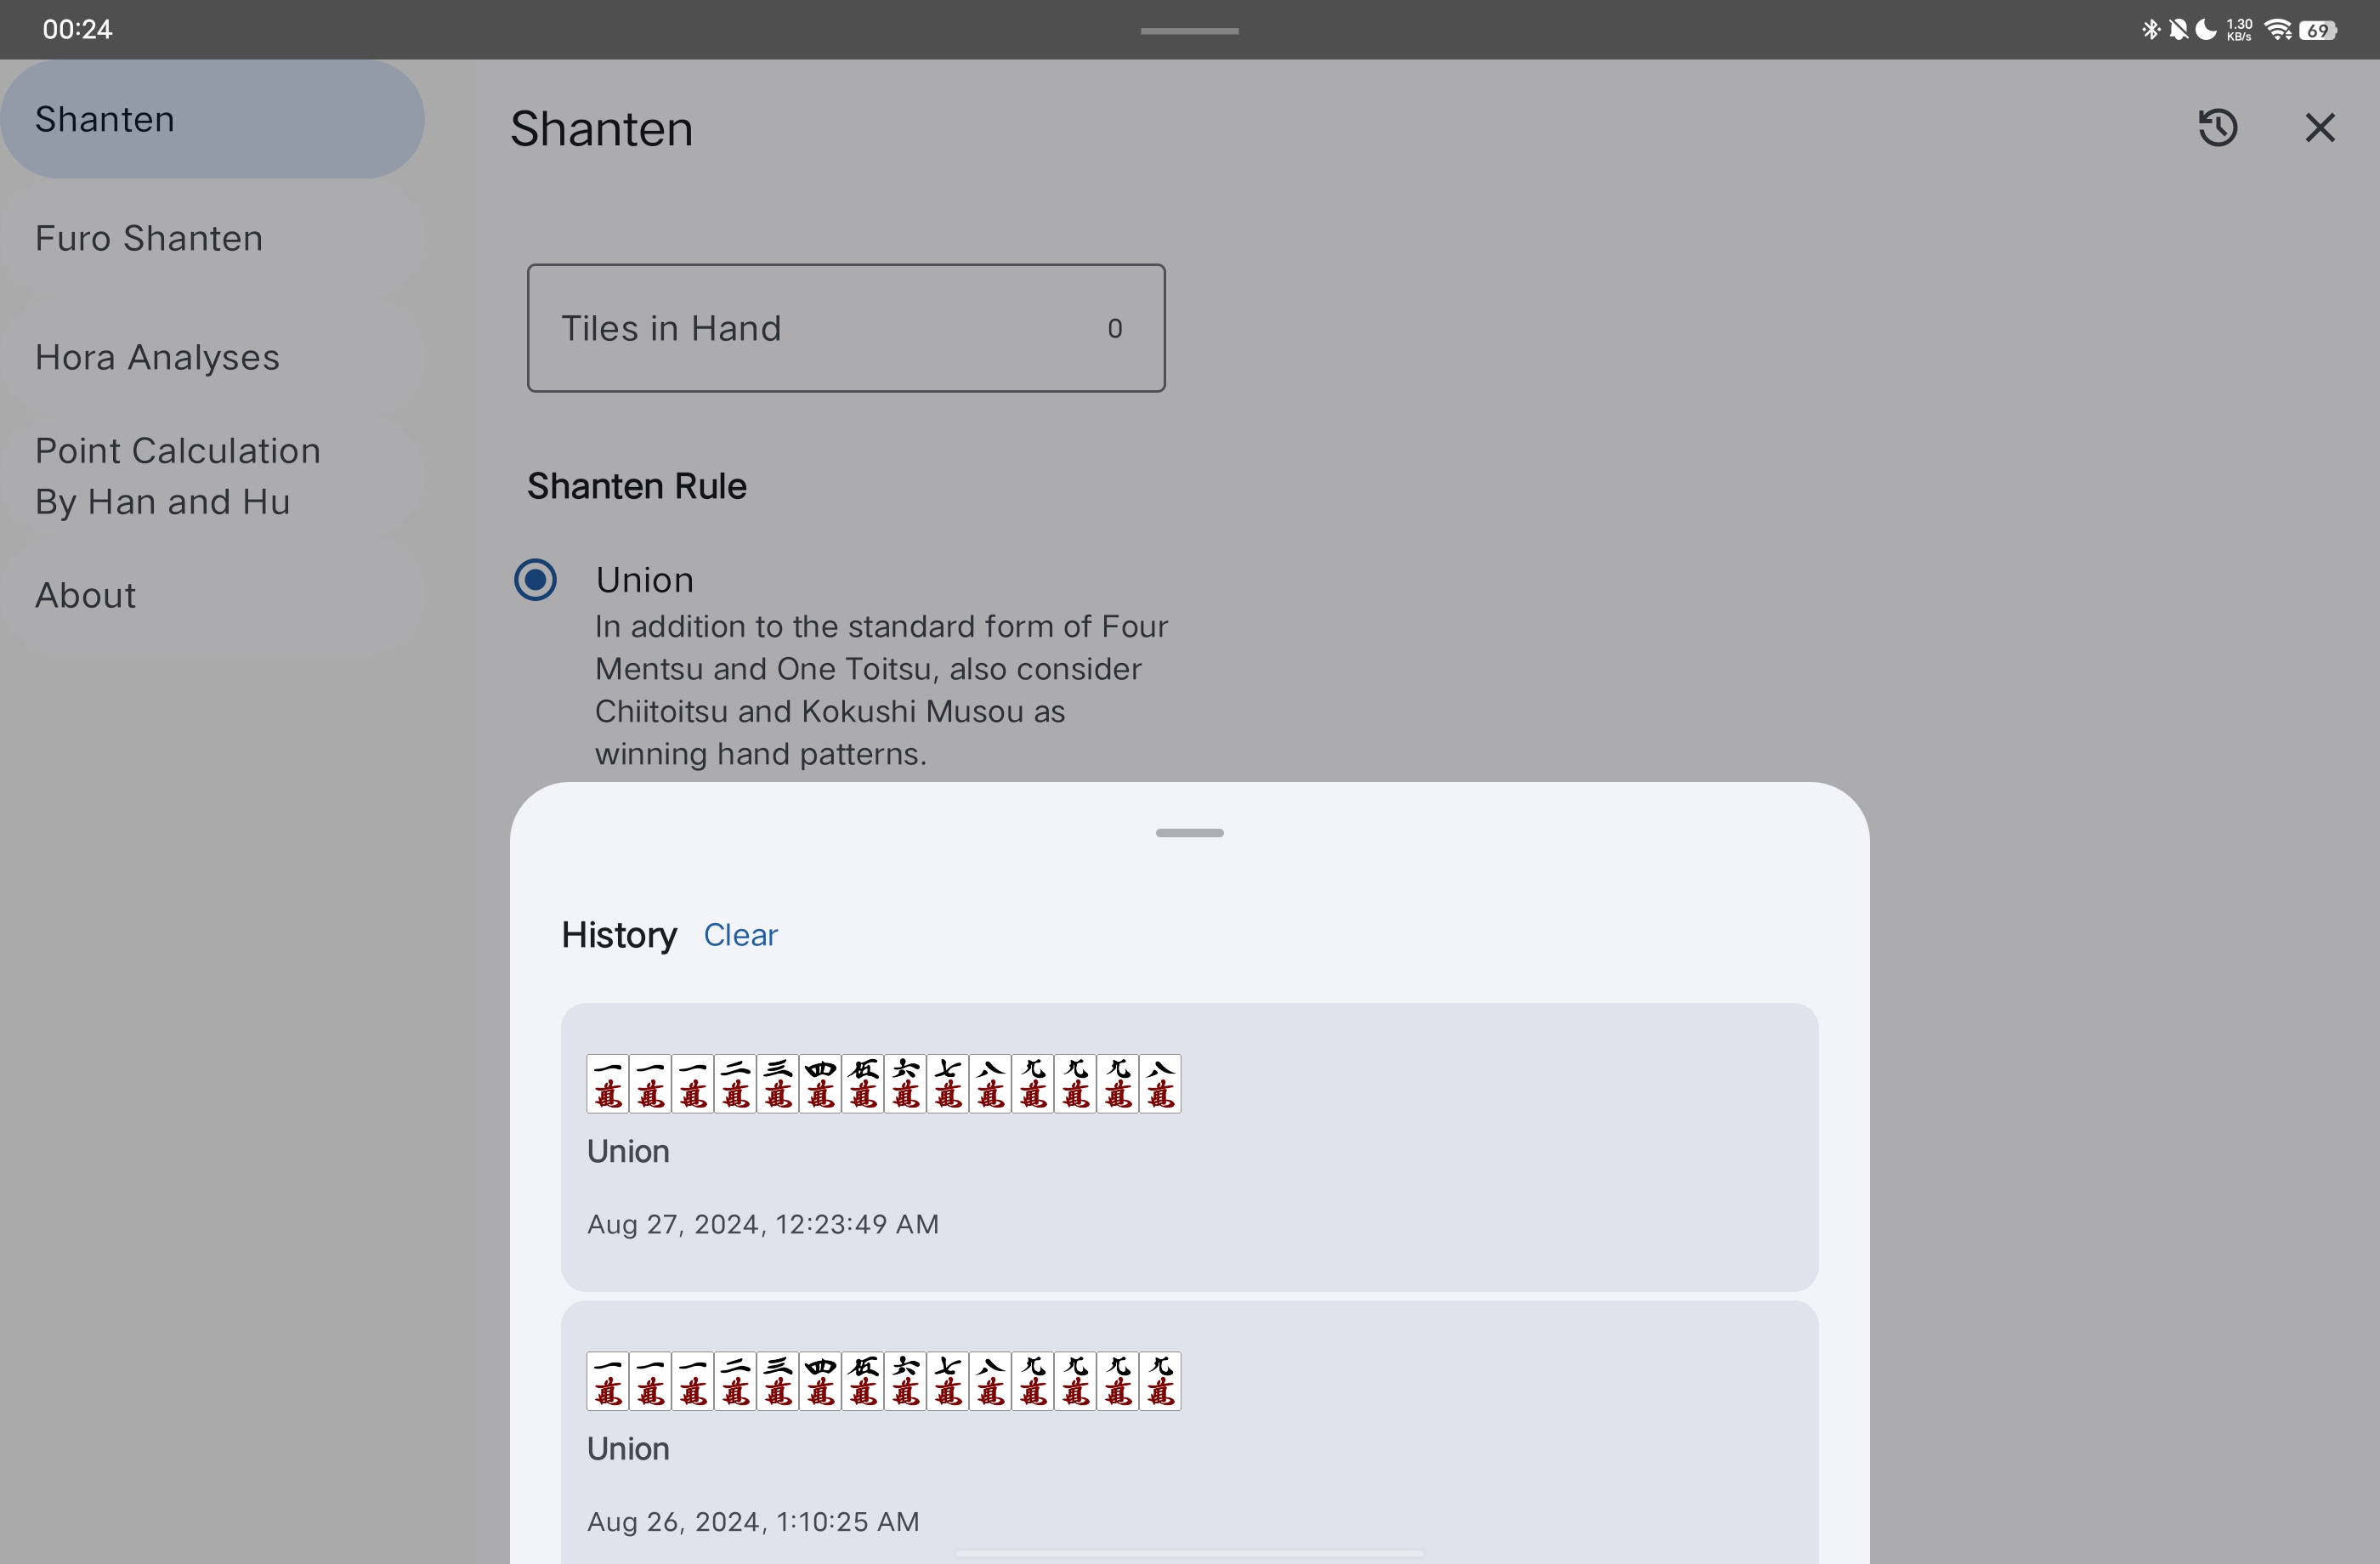 00:24
1.30
KB/s
69
Shanten
Furo Shanten
Hora Analyses
Point Calculation
By Han and Hu
About
Shanten
Tiles in Hand 0
Shanten Rule
Union
In addition to the standard form of Four
Mentsu and One Toitsu, also consider
Chiitoitsu and Kokushi Musou as
winning hand patterns.
History Clear
一萬 一萬 一萬 二萬 三萬 四萬 伍萬 六萬 七萬 八萬 九萬 九萬 九萬 八萬
Union
Aug 27, 2024, 12:23:49 AM
一萬 一萬 一萬 二萬 三萬 四萬 伍萬 六萬 七萬 八萬 九萬 九萬 九萬 九萬
Union
Aug 26, 2024, 1:10:25 AM